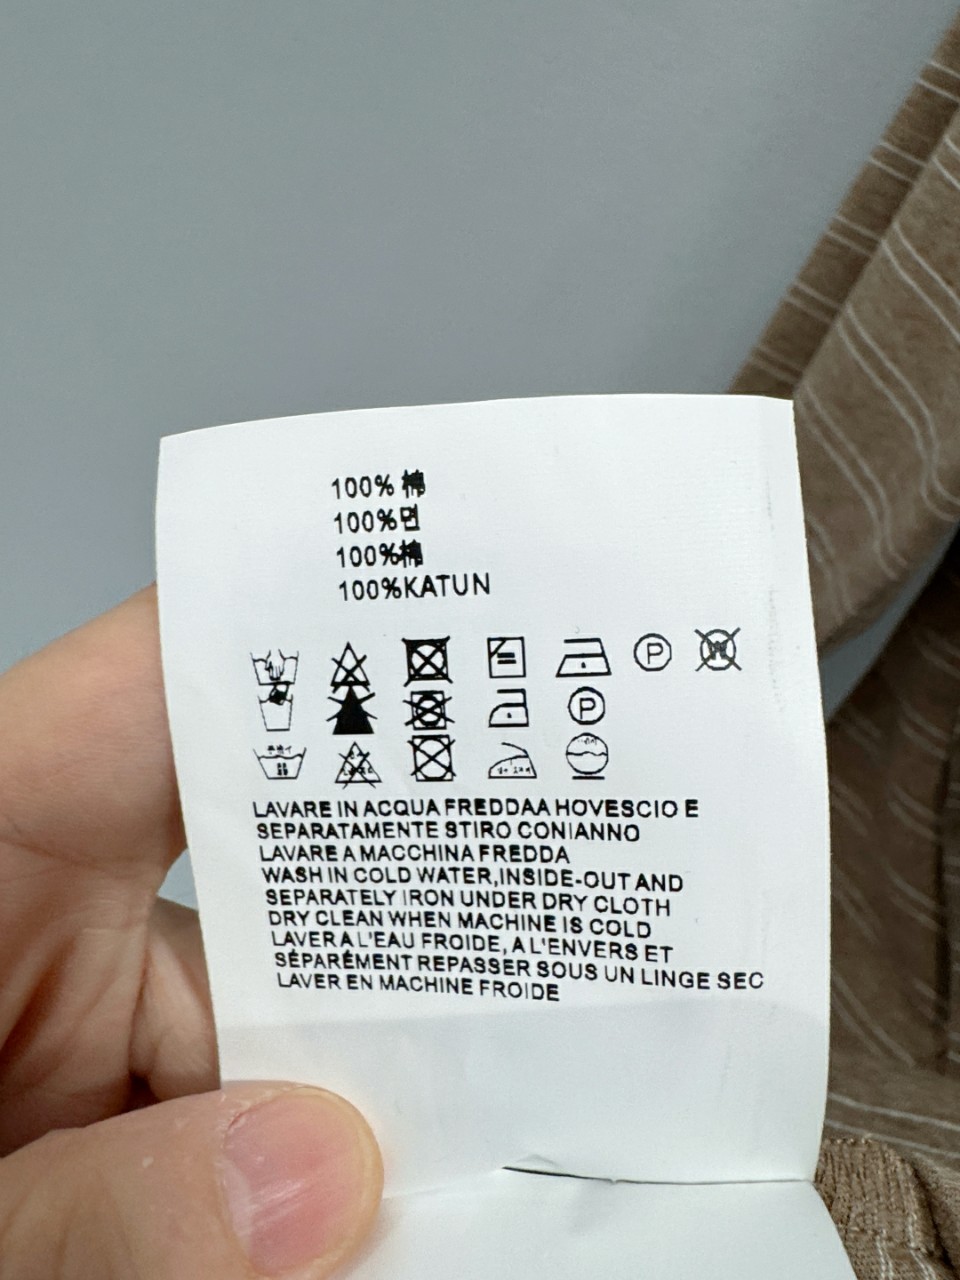 100% 棉
100%면
100%棉
100%KATUN
P
W
P
LAVARE IN ACQUA FREDDAA HOVESCIO E
SEPARATAMENTE STIRO CONIANNO
LAVARE A MACCHINA FREDDA
WASH IN COLD WATER,INSIDE-OUT AND
SEPARATELY IRON UNDER DRY CLOTH
DRY CLEAN WHEN MACHINE IS COLD
LAVER A L'EAU FROIDE, A L'ENVERS ET
SÉPARÊMENT REPASSER SOUS UN LINGE SEC
LAVER EN MACHINE FROIDE